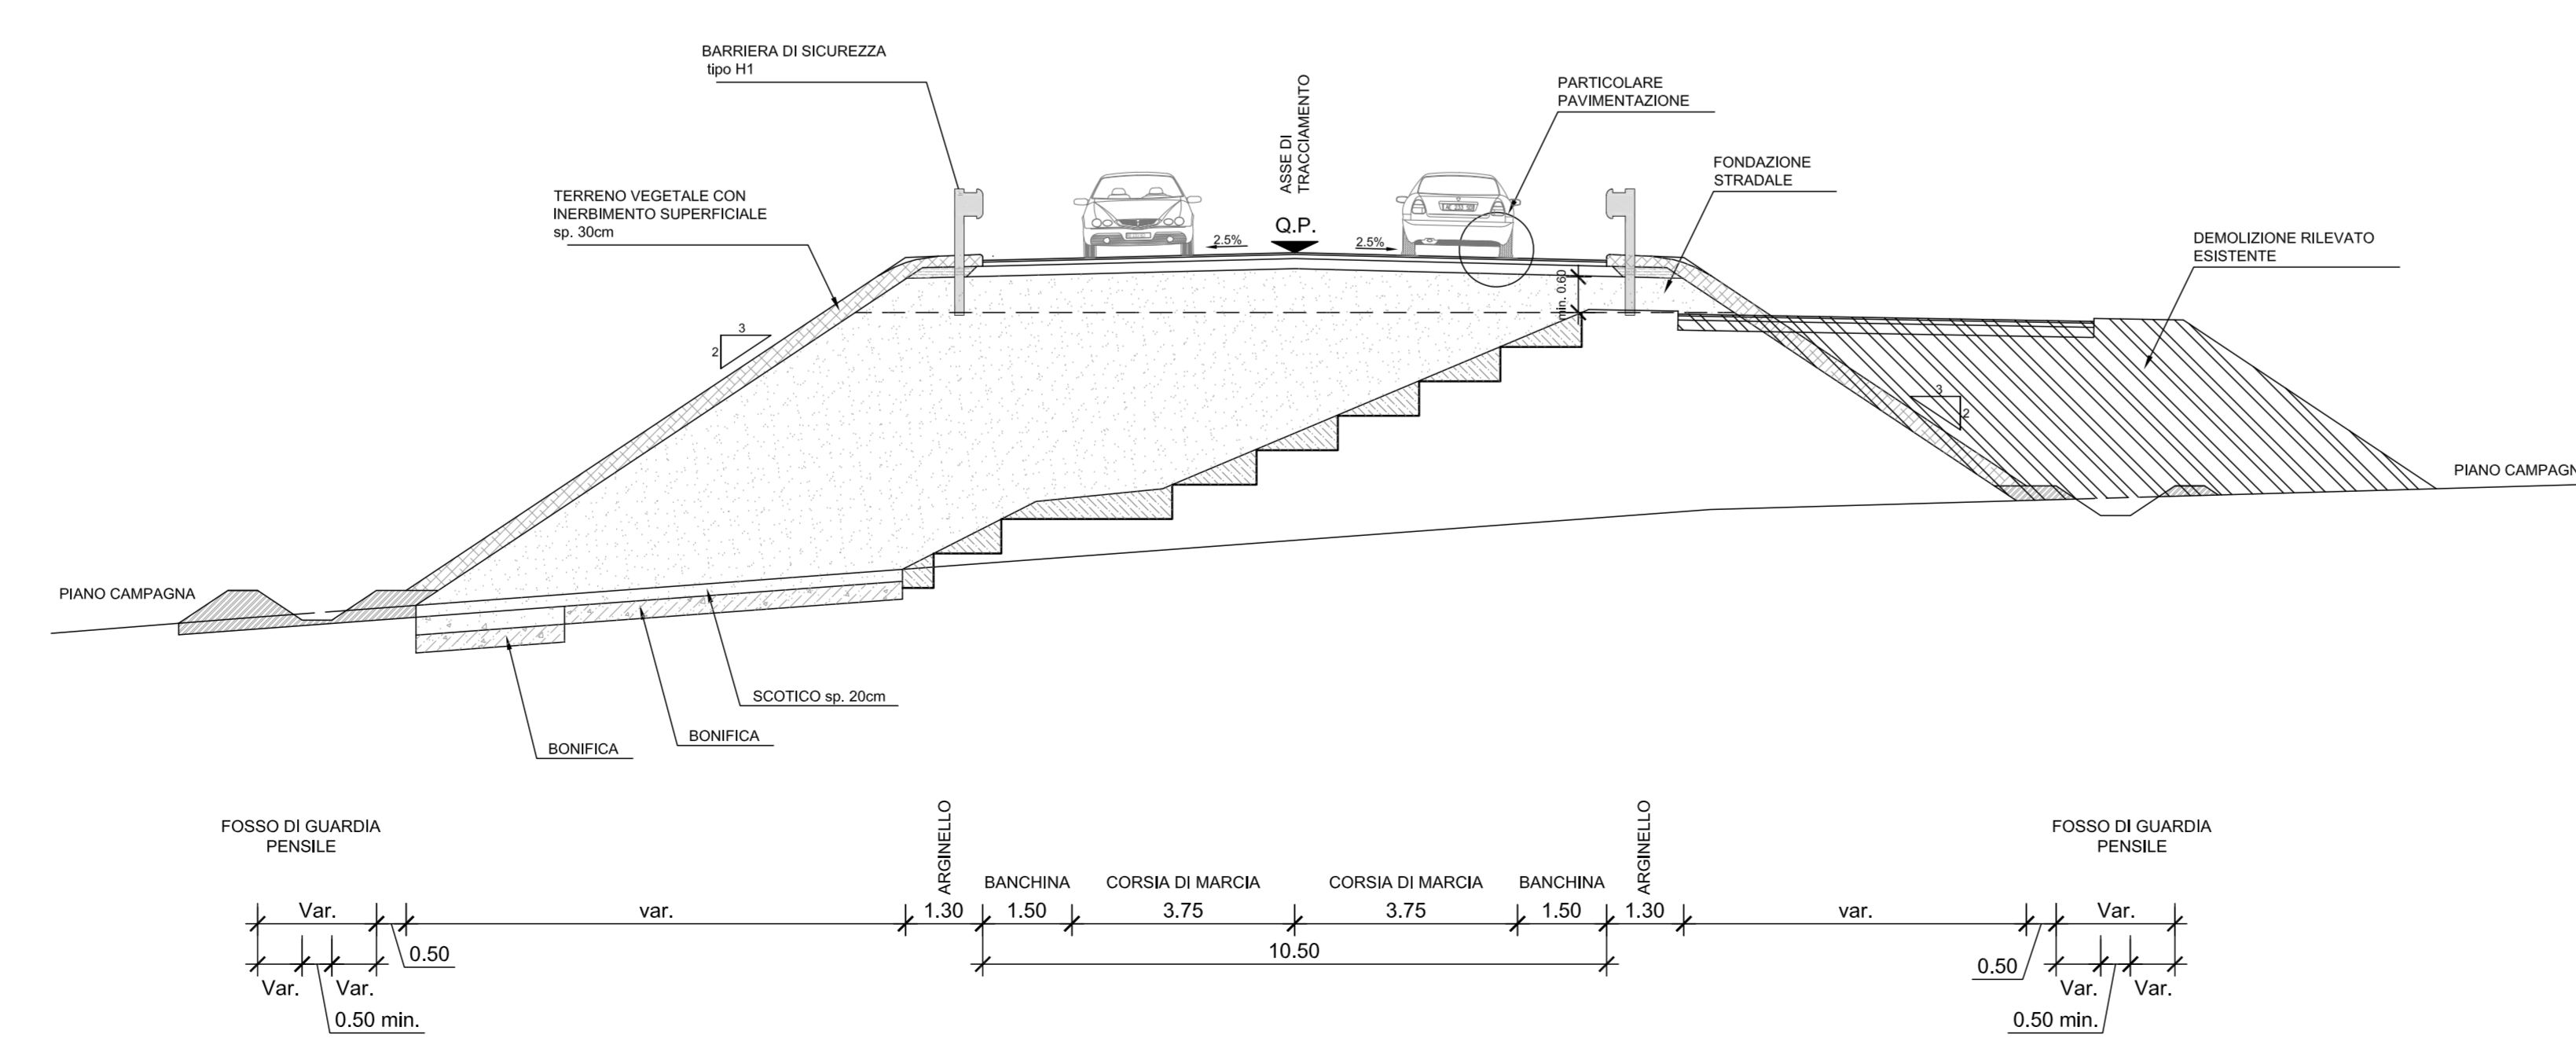 BARRIERA DI SICUREZZA
tipo H1
ASSE DI
TRACCIAMENTO
PARTICOLARE
PAVIMENTAZIONE
FONDAZIONE
STRADALE
TERRENO VEGETALE CON
INERBIMENTO SUPERFICIALE
sp. 30cm
Q.P.
2.5%
2.5%
DEMOLIZIONE RILEVATO
ESISTENTE
min. 0.60
3
2
3
2
PIANO CAMPAGN
PIANO CAMPAGNA
SCOTICO sp. 20cm
BONIFICA
BONIFICA
FOSSO DI GUARDIA
PENSILE
ARGINELLO
BANCHINA
CORSIA DI MARCIA
CORSIA DI MARCIA
BANCHINA
ARGINELLO
FOSSO DI GUARDIA
PENSILE
Var.
var.
1.30
1.50
3.75
3.75
1.50
1.30
var.
Var.
0.50
10.50
0.50
Var.
Var.
Var.
Var.
0.50 min.
0.50 min.